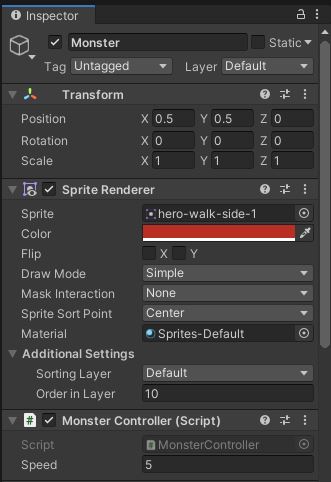 Inspector
Monster Static
Tag Untagged Layer Default
Transform
Position X 0.5 Y 0.5 Z 0
Rotation X 0 Y 0 Z 0
Scale X 1 Y 1 Z 1
Sprite Renderer
Sprite hero-walk-side-1
Color
Flip X Y
Draw Mode Simple
Mask Interaction None
Sprite Sort Point Center
Material Sprites-Default
Additional Settings
Sorting Layer Default
Order in Layer 10
# Monster Controller (Script)
Script # MonsterController
Speed 5